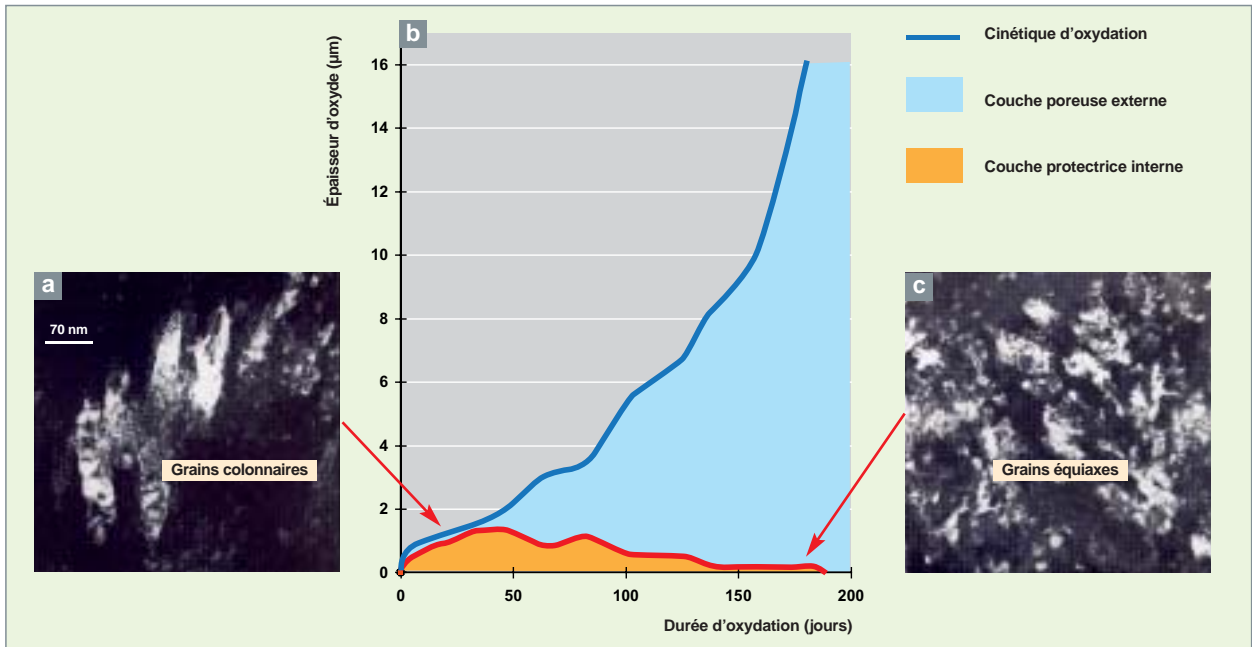 b
Épaisseur d'oxyde (µm)
16
14
12
10
8
6
4
2
0
0 50 100 150 200
Durée d'oxydation (jours)
Cinétique d'oxydation
Couche poreuse externe
Couche protectrice interne
a
70 nm
Grains colonnaires
c
Grains équiaxes